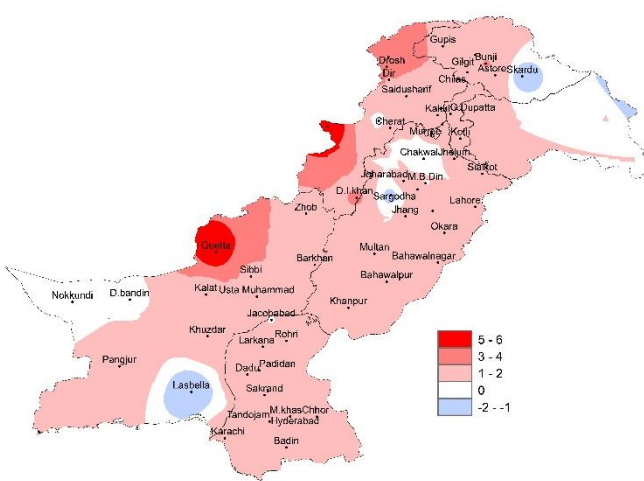 Gupis
Drosh
Bunji
Gilgit
Dir
Astore
Skardu
Chilas
Saidusharif
Kakul
G.Dupatta
Cherat
Murree
Kotli
Chakwal
Jhelum
Sialkot
M.B.Din
D.I.khan
Sargodha
Lahore
Zhob
Jhang
Okara
Quetta
Multan
Bahawalnagar
Barkhan
Sibbi
Bahawalpur
Nokkundi
D.bandin
Kalat
Usta Muhammad
Khanpur
Jacobabad
Khuzdar
Rohri
Larkana
Pangjur
Dadu
Padidan
Lasbella
Sakrand
Tandojam
M.khas
Chhor
Hyderabad
Karachi
Badin
5 - 6
3 - 4
1 - 2
0
-2 - -1